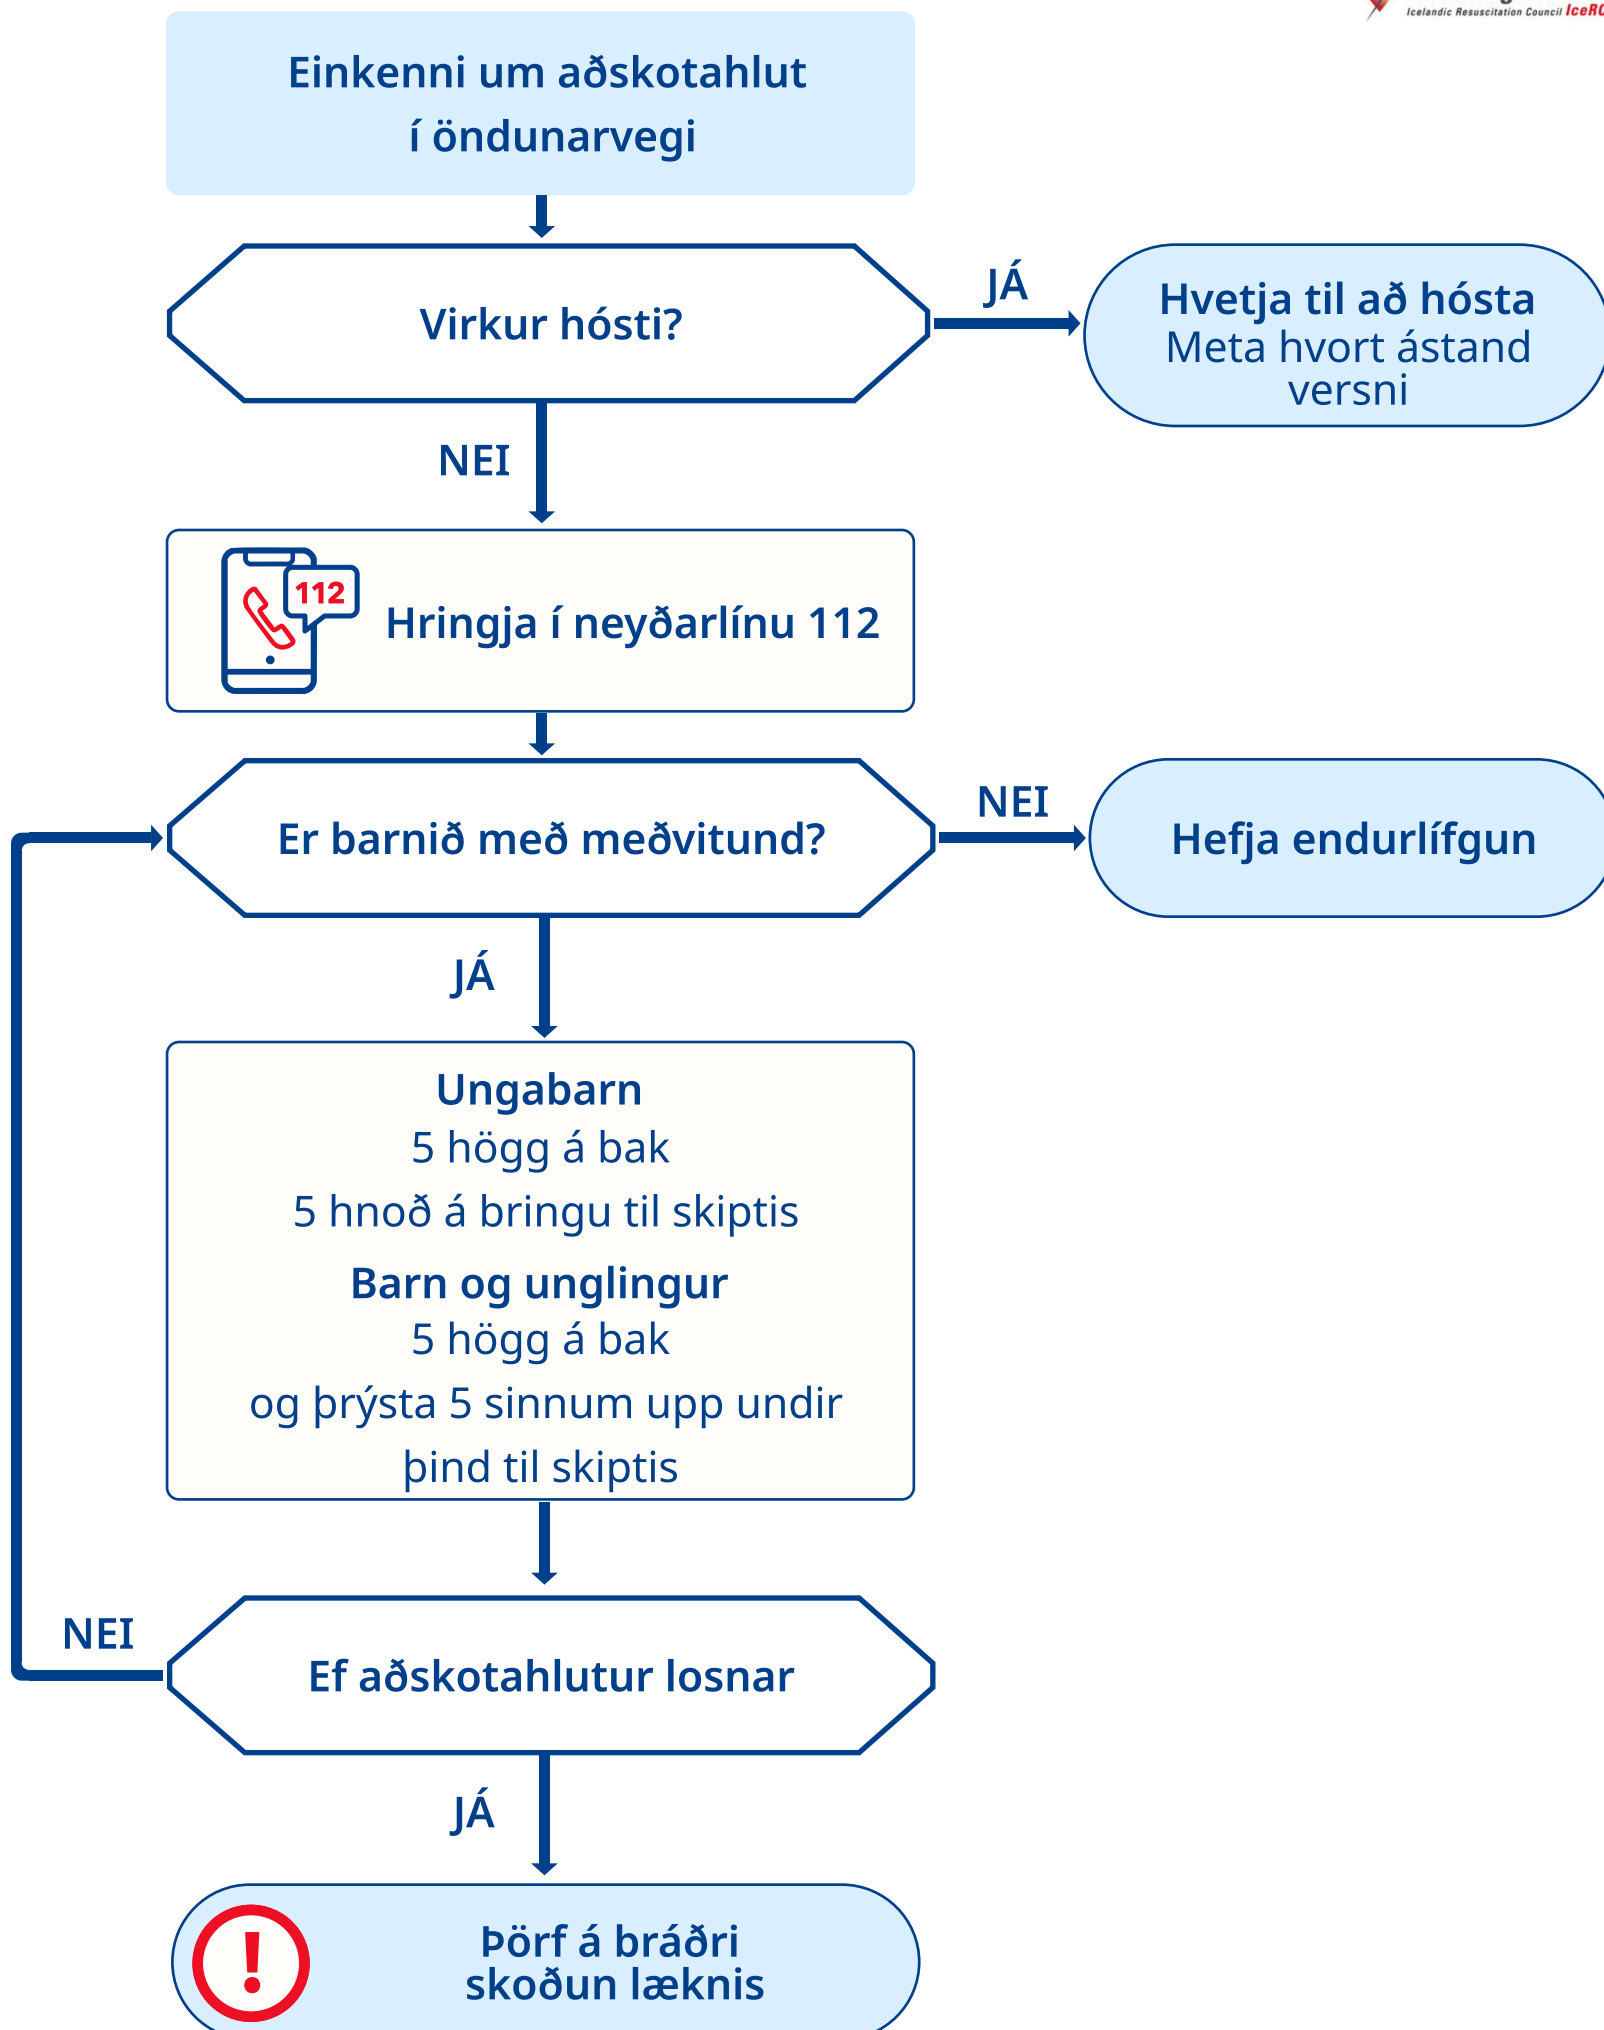 Icelandic Resuscitation Council IceRC
Einkenni um aðskotahlut
í öndunarvegi
Virkur hósti?
JÁ
Hvetja til að hósta
Meta hvort ástand
versni
NEI
112
Hringja í neyðarlínu 112
Er barnið með meðvitund?
NEI
Hefja endurlífgun
JÁ
Ungabarn
5 högg á bak
5 hnoð á bringu til skiptis
Barn og unglingur
5 högg á bak
og þrýsta 5 sinnum upp undir
þind til skiptis
NEI
Ef aðskotahlutur losnar
JÁ
!
Þörf á bráðri
skoðun læknis